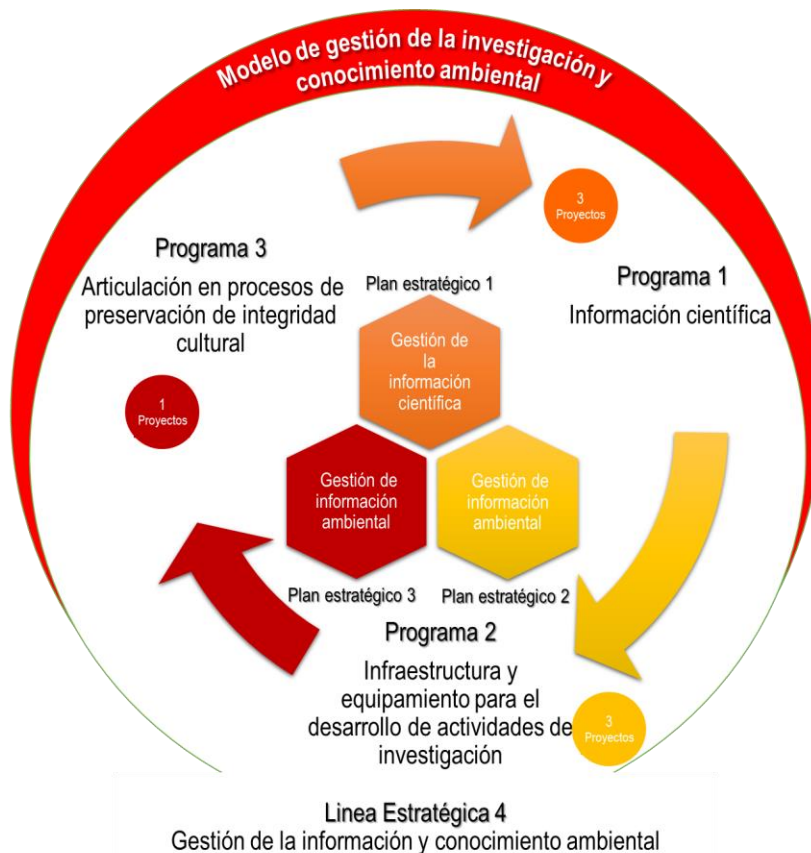 Modelo de gestión de la investigación y
conocimiento ambiental
3
Proyectos
Programa 3
Articulación en procesos de
preservación de integridad
cultural
Plan estratégico 1
Programa 1
Información científica
Gestión de
la
información
científica
1
Proyectos
Gestión de
información
ambiental
Gestión de
información
ambiental
Plan estratégico 3
Plan estratégico 2
Programa 2
Infraestructura y
equipamiento para el
desarrollo de actividades de
investigación
3
Proyectos
Linea Estratégica 4
Gestión de la información y conocimiento ambiental